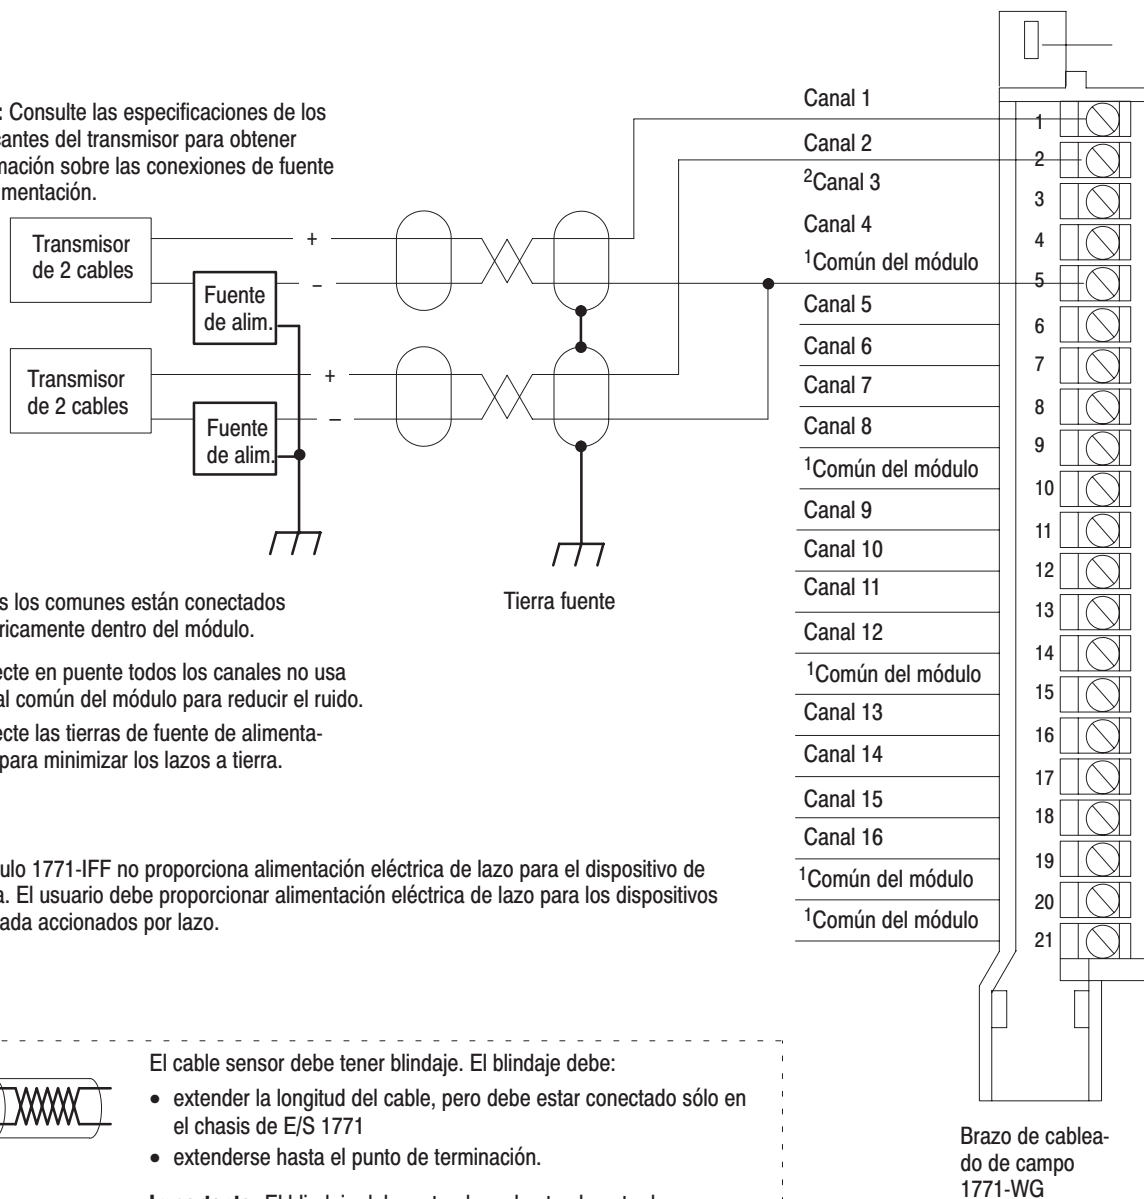 : Consulte las especificaciones de los
cantes del transmisor para obtener
mación sobre las conexiones de fuente
mentación.
Transmisor
de 2 cables
+
–
Fuente
de alim.
Transmisor
de 2 cables
+
–
Fuente
de alim.
Tierra fuente
s los comunes están conectados
ricamente dentro del módulo.
ecte en puente todos los canales no usa
al común del módulo para reducir el ruido.
ecte las tierras de fuente de alimenta-
para minimizar los lazos a tierra.
ulo 1771-IFF no proporciona alimentación eléctrica de lazo para el dispositivo de
a. El usuario debe proporcionar alimentación eléctrica de lazo para los dispositivos
ada accionados por lazo.
Canal 1
Canal 2
2Canal 3
Canal 4
1Común del módulo
Canal 5
Canal 6
Canal 7
Canal 8
1Común del módulo
Canal 9
Canal 10
Canal 11
Canal 12
1Común del módulo
Canal 13
Canal 14
Canal 15
Canal 16
1Común del módulo
1Común del módulo
1
2
3
4
5
6
7
8
9
10
11
12
13
14
15
16
17
18
19
20
21
Brazo de cablea-
do de campo
1771-WG
El cable sensor debe tener blindaje. El blindaje debe:
• extender la longitud del cable, pero debe estar conectado sólo en
el chasis de E/S 1771
• extenderse hasta el punto de terminación.